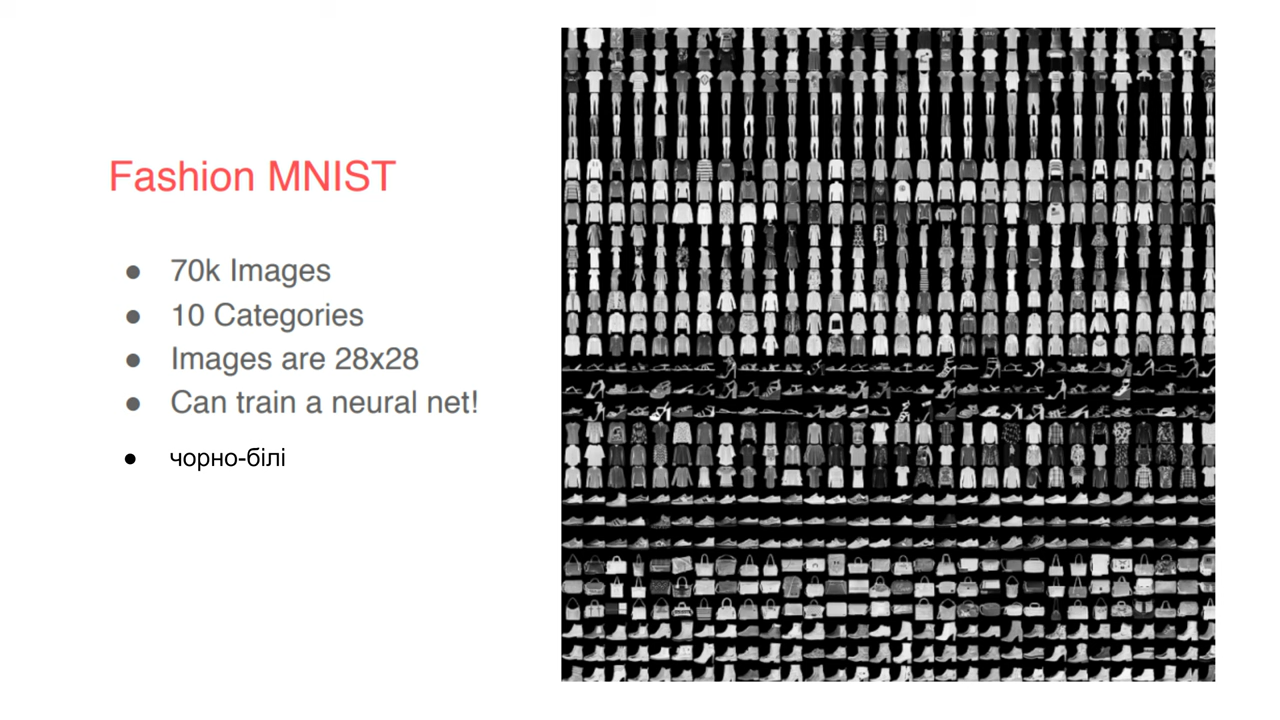 Fashion MNIST
● 70k Images
● 10 Categories
● Images are 28x28
● Can train a neural net!
● чорно-білі